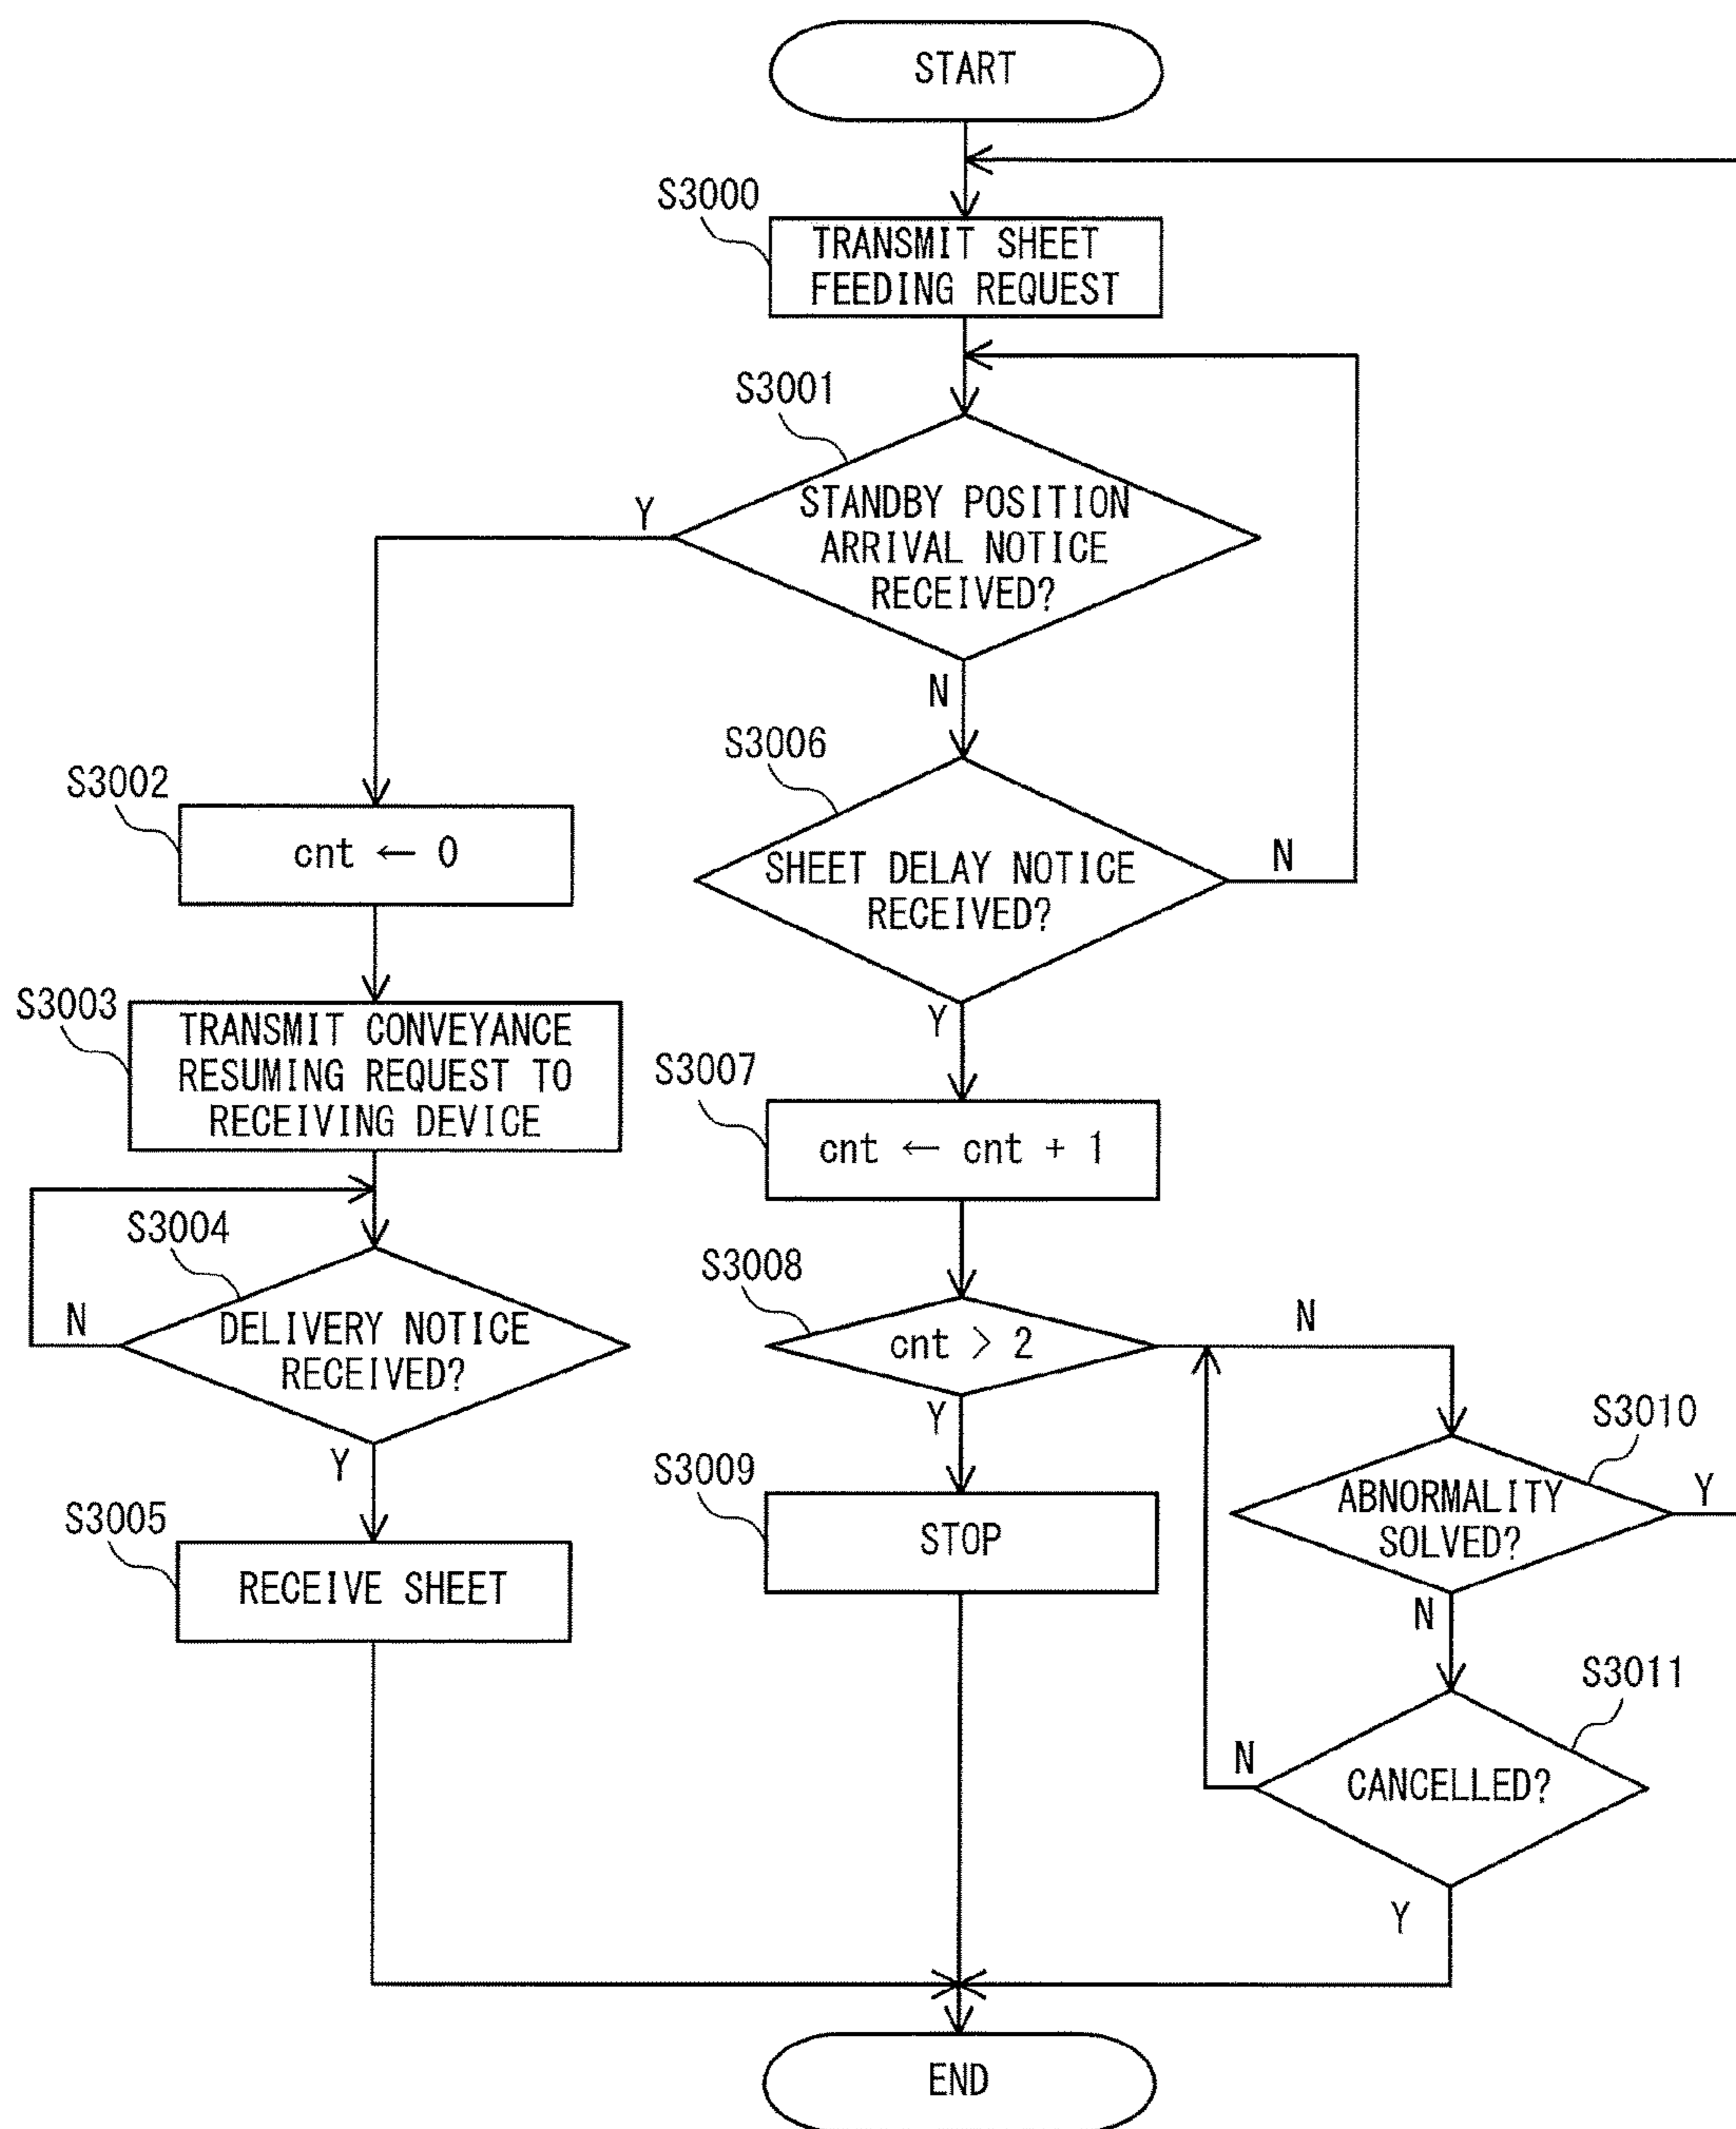 START
S3000
TRANSMIT SHEET
FEEDING REQUEST
S3001
STANDBY POSITION
ARRIVAL NOTICE
RECEIVED?
Y
N
S3002
cnt ← 0
S3003
TRANSMIT CONVEYANCE
RESUMING REQUEST TO
RECEIVING DEVICE
S3004
DELIVERY NOTICE
RECEIVED?
N
Y
S3005
RECEIVE SHEET
S3006
SHEET DELAY NOTICE
RECEIVED?
N
Y
S3007
cnt ← cnt + 1
S3008
cnt > 2
N
Y
S3009
STOP
S3010
ABNORMALITY
SOLVED?
Y
N
S3011
CANCELLED?
N
Y
END